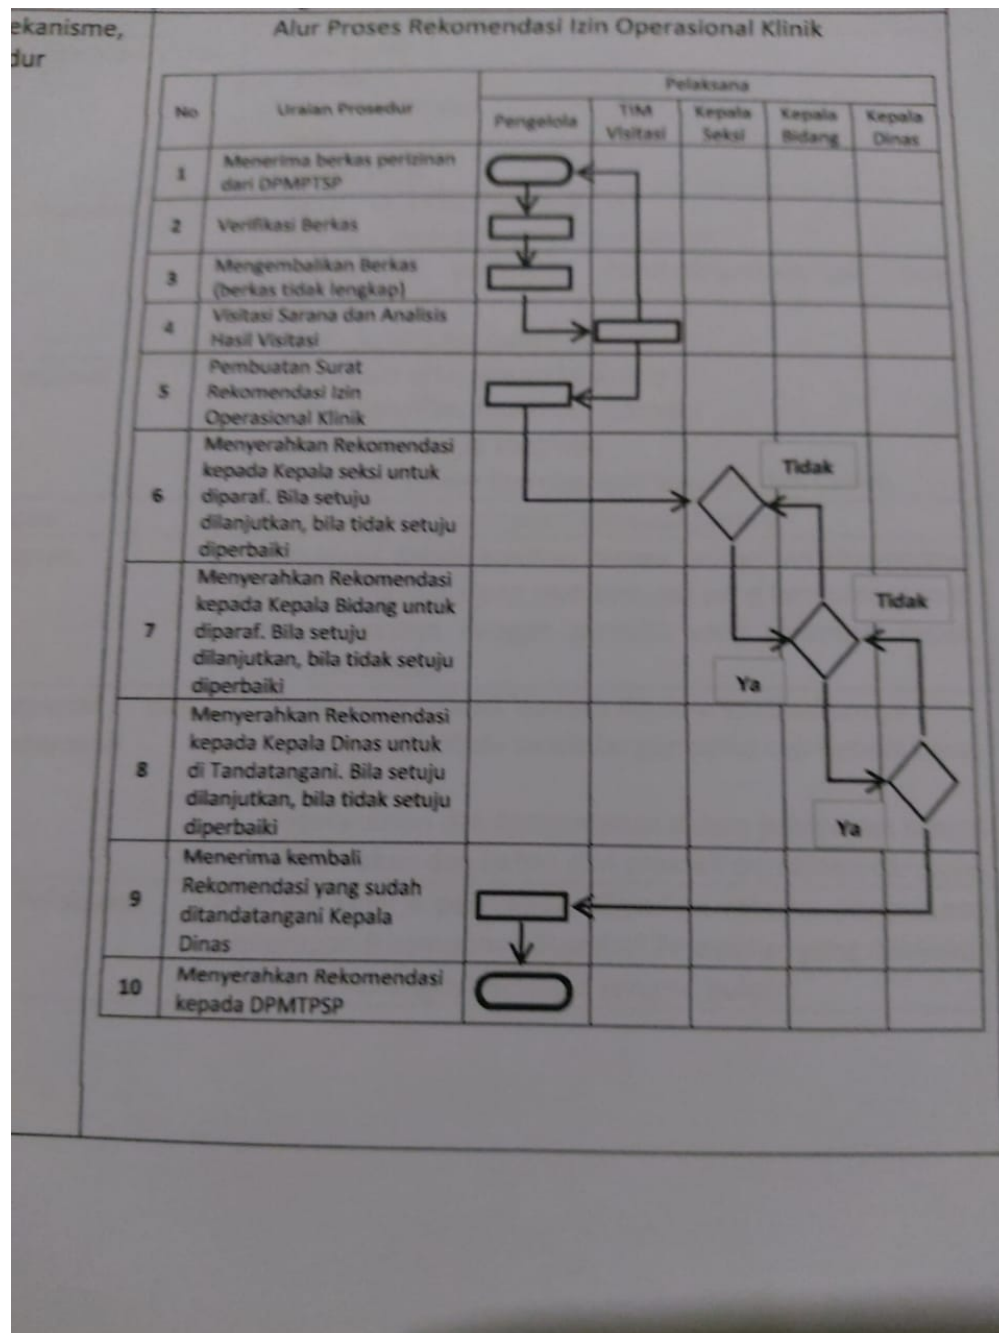 ekanisme,
dur
Alur Proses Rekomendasi Izin Operasional Klinik
No
Uraian Prosedur
Pelaksana
Pengelola
TIM
Visitasi
Kepala
Seksi
Kepala
Bidang
Kepala
Dinas
1
Menerima berkas perizinan
dari DPMPTSP
2
Verifikasi Berkas
3
Mengembalikan Berkas
(berkas tidak lengkap)
4
Visitasi Sarana dan Analisis
Hasil Visitasi
5
Pembuatan Surat
Rekomendasi Izin
Operasional Klinik
6
Menyerahkan Rekomendasi
kepada Kepala seksi untuk
diparaf. Bila setuju
dilanjutkan, bila tidak setuju
diperbaiki
Tidak
7
Menyerahkan Rekomendasi
kepada Kepala Bidang untuk
diparaf. Bila setuju
dilanjutkan, bila tidak setuju
diperbaiki
Tidak
Ya
8
Menyerahkan Rekomendasi
kepada Kepala Dinas untuk
di Tandatangani. Bila setuju
dilanjutkan, bila tidak setuju
diperbaiki
Ya
9
Menerima kembali
Rekomendasi yang sudah
ditandatangani Kepala
Dinas
10
Menyerahkan Rekomendasi
kepada DPMTPSP